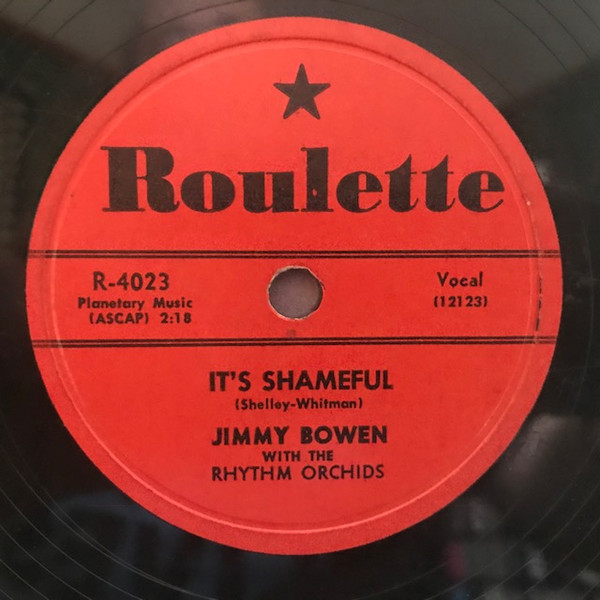 Roulette
R-4023
Planetary Music
(ASCAP) 2:18
Vocal
(12123)
IT'S SHAMEFUL
(Shelley-Whitman)
JIMMY BOWEN
WITH THE
RHYTHM ORCHIDS